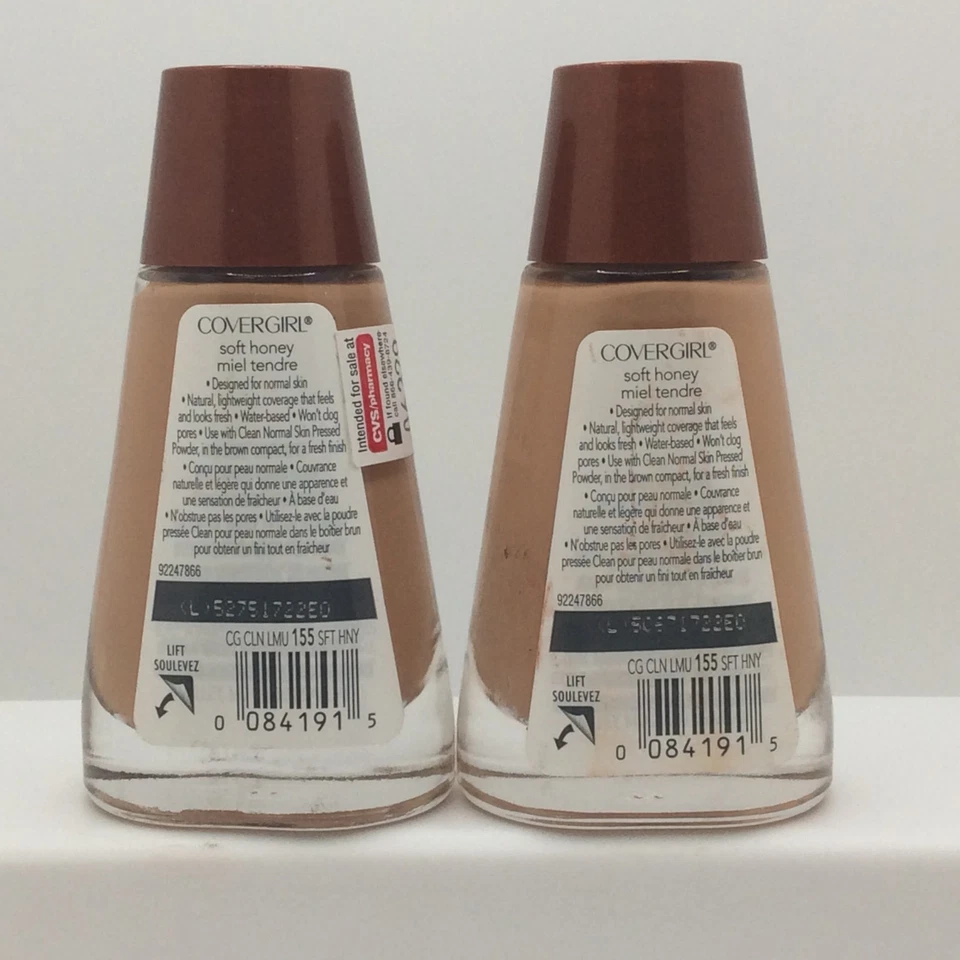 COVERGIRL®
soft honey
miel tendre
• Designed for normal skin
• Natural, lightweight coverage that feels
and looks fresh • Water-based • Won't clog
pores • Use with Clean Normal Skin Pressed
Powder, in the brown compact, for a fresh finish
• Conçu pour peau normale • Couvrance
naturelle et légère qui donne une apparence et
une sensation de fraîcheur • À base d'eau
• N'obstrue pas les pores • Utilisez-le avec la poudre
pressée Clean pour peau normale dans le boîtier brun
pour obtenir un fini tout en fraîcheur
92247866
(L)52751722E0
CG CLN LMU 155 SFT HNY
LIFT
SOULEVEZ
0 084191 5
Intended for sale at
CVS/pharmacy
If found elsewhere
call 866-439-8724
COVERGIRL®
soft honey
miel tendre
• Designed for normal skin
• Natural, lightweight coverage that feels
and looks fresh • Water-based • Won't clog
pores • Use with Clean Normal Skin Pressed
Powder, in the brown compact, for a fresh finish
• Conçu pour peau normale • Couvrance
naturelle et légère qui donne une apparence et
une sensation de fraîcheur • À base d'eau
• N'obstrue pas les pores • Utilisez-le avec la poudre
pressée Clean pour peau normale dans le boîtier brun
pour obtenir un fini tout en fraîcheur
92247866
CG CLN LMU 155 SFT HNY
LIFT
SOULEVEZ
0 084191 5